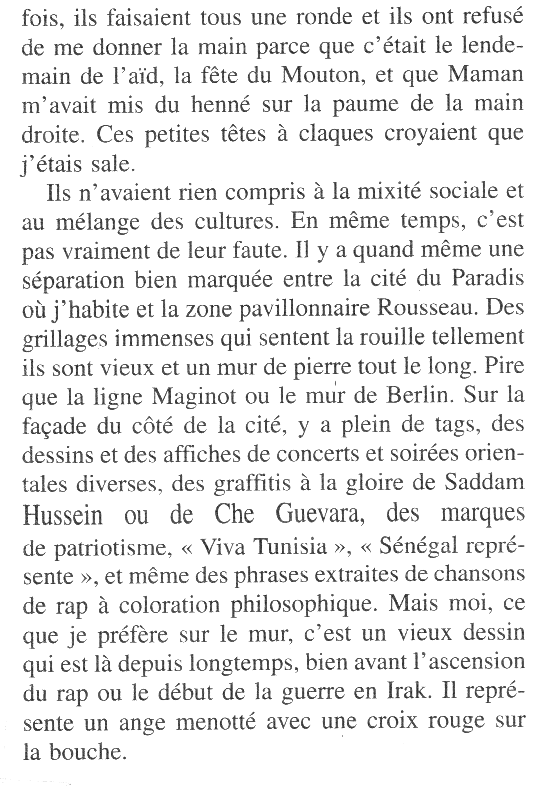 fois, ils faisaient tous une ronde et ils ont refusé
de me donner la main parce que c’était le lende-
main de l’aïd, la fête du Mouton, et que Maman
m’avait mis du henné sur la paume de la main
droite. Ces petites têtes à claques croyaient que
j’étais sale.
Ils n’avaient rien compris à la mixité sociale et
au mélange des cultures. En même temps, c’est
pas vraiment de leur faute. Il y a quand même une
séparation bien marquée entre la cité du Paradis
où j’habite et la zone pavillonnaire Rousseau. Des
grillages immenses qui sentent la rouille tellement
ils sont vieux et un mur de pierre tout le long. Pire
que la ligne Maginot ou le mur de Berlin. Sur la
façade du côté de la cité, y a plein de tags, des
dessins et des affiches de concerts et soirées orien-
tales diverses, des graffitis à la gloire de Saddam
Hussein ou de Che Guevara, des marques
de patriotisme, « Viva Tunisia », « Sénégal repré-
sente », et même des phrases extraites de chansons
de rap à coloration philosophique. Mais moi, ce
que je préfère sur le mur, c’est un vieux dessin
qui est là depuis longtemps, bien avant l’ascension
du rap ou le début de la guerre en Irak. Il repré-
sente un ange menotté avec une croix rouge sur
la bouche.